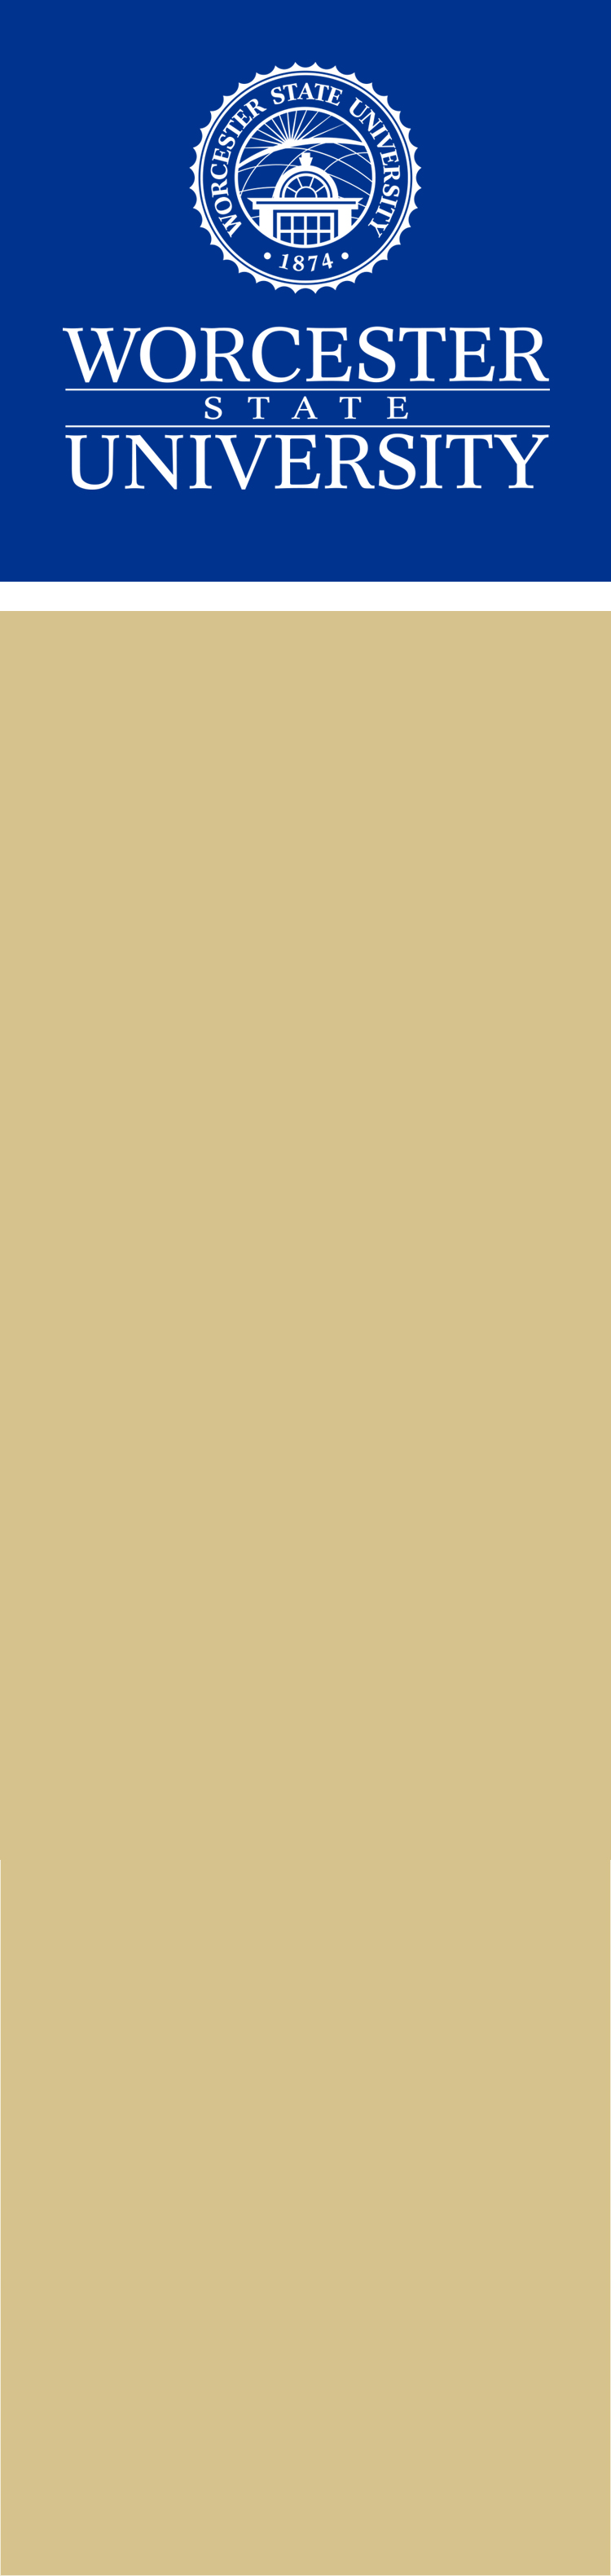 WORCESTER STATE UNIVERSITY
• 1874 •
WORCESTER
STATE
UNIVERSITY